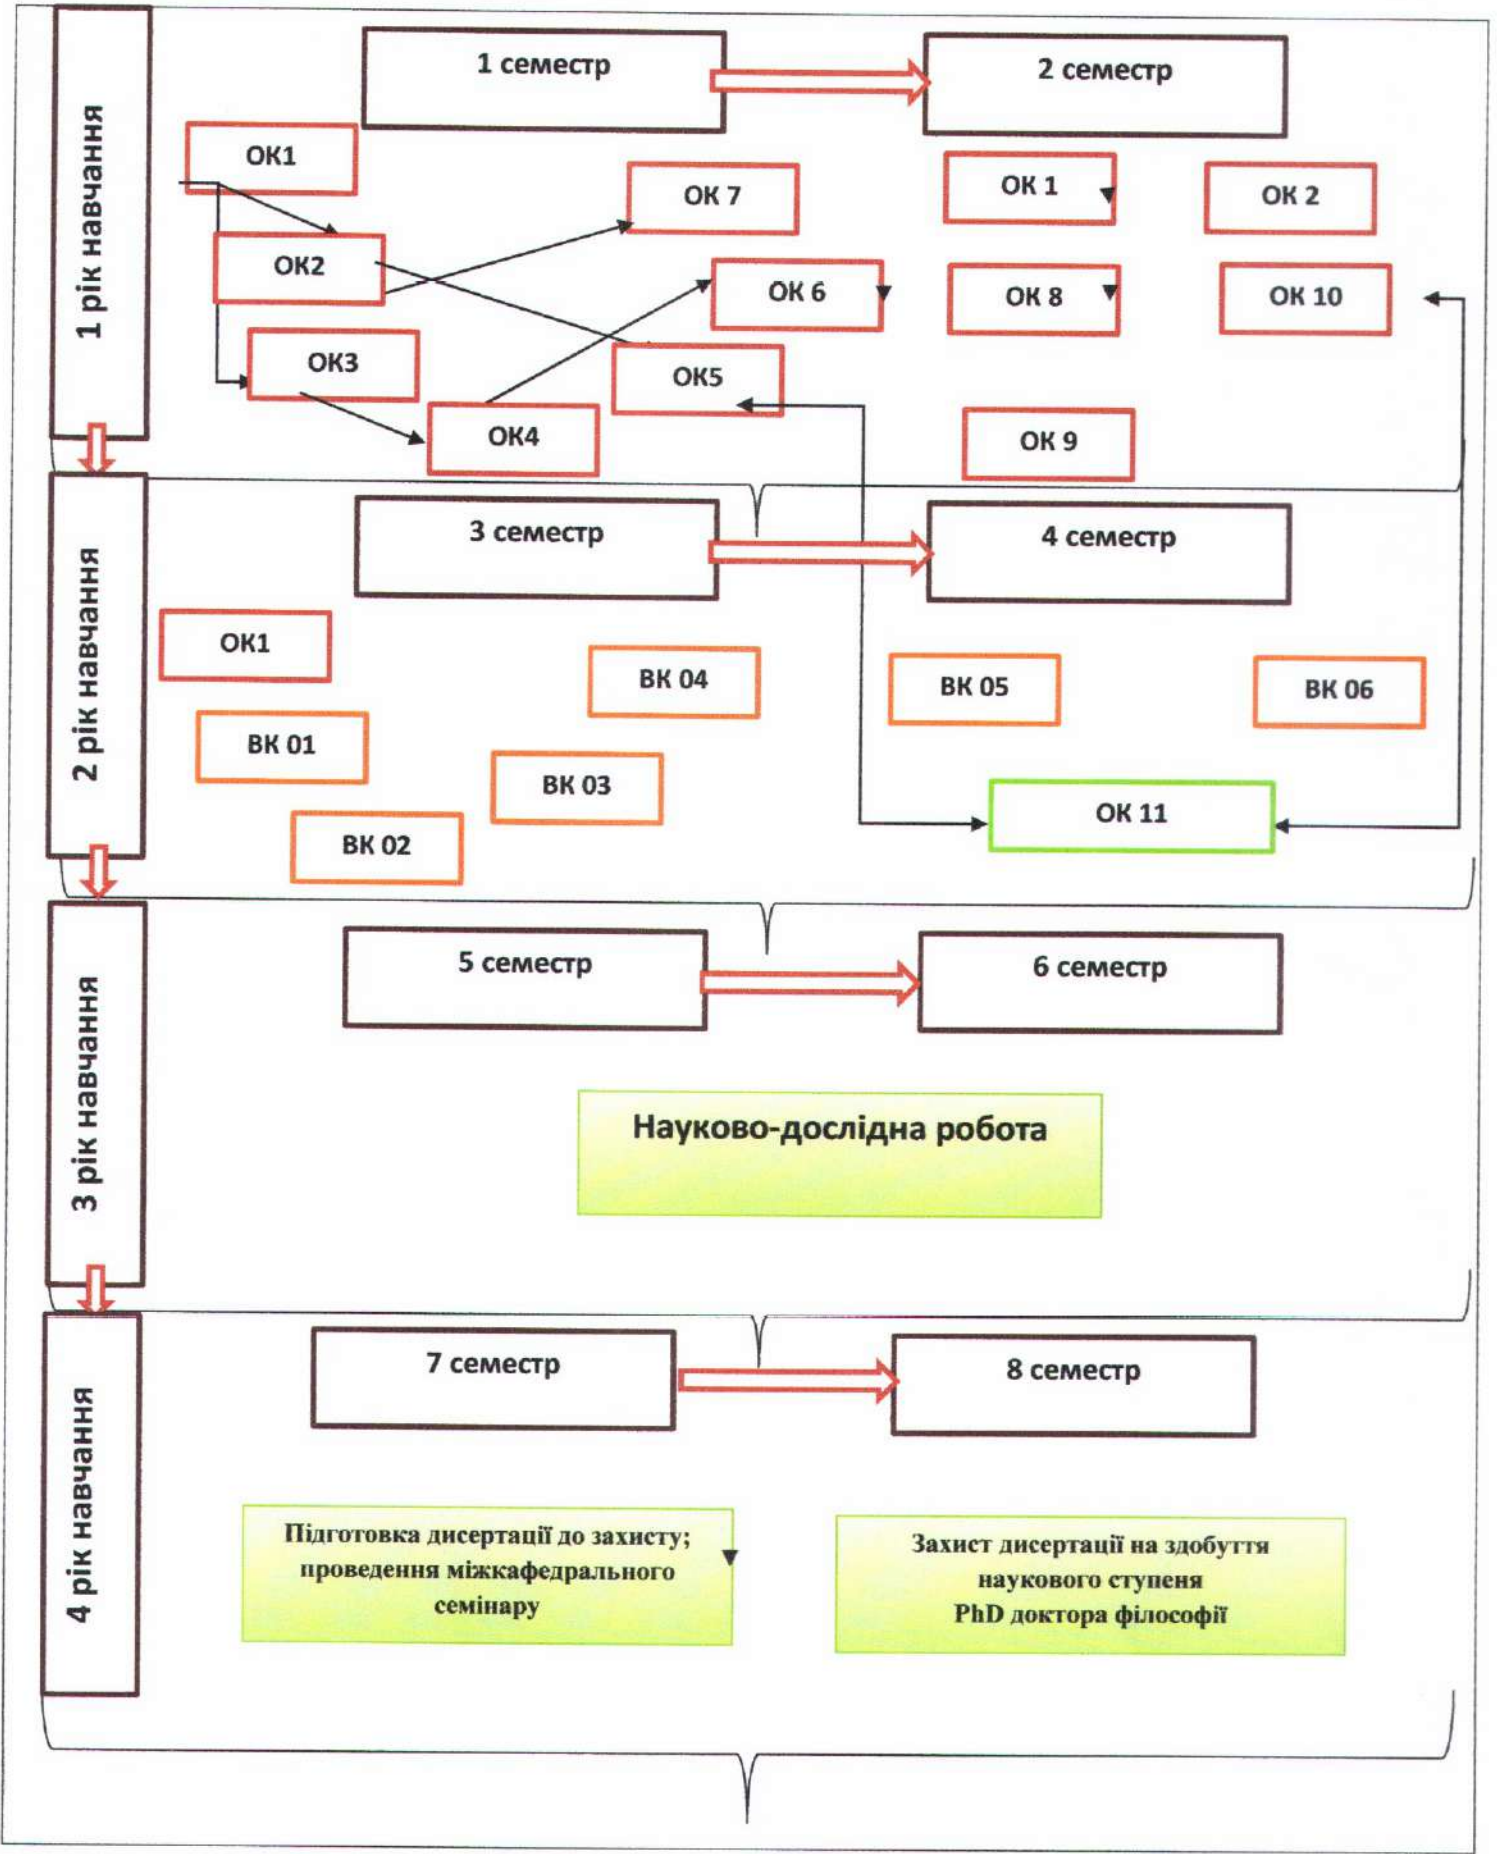 1 рік навчання
1 семестр
2 семестр
ОК1
ОК2
ОК3
ОК4
ОК 7
ОК 6
ОК5
ОК 1
ОК 2
ОК 8
ОК 10
ОК 9
2 рік навчання
3 семестр
4 семестр
ОК1
ВК 01
ВК 02
ВК 03
ВК 04
ВК 05
ВК 06
ОК 11
3 рік навчання
5 семестр
6 семестр
Науково-дослідна робота
4 рік навчання
7 семестр
8 семестр
Підготовка дисертації до захисту;
проведення міжкафедрального
семінару
Захист дисертації на здобуття
наукового ступеня
PhD доктора філософії